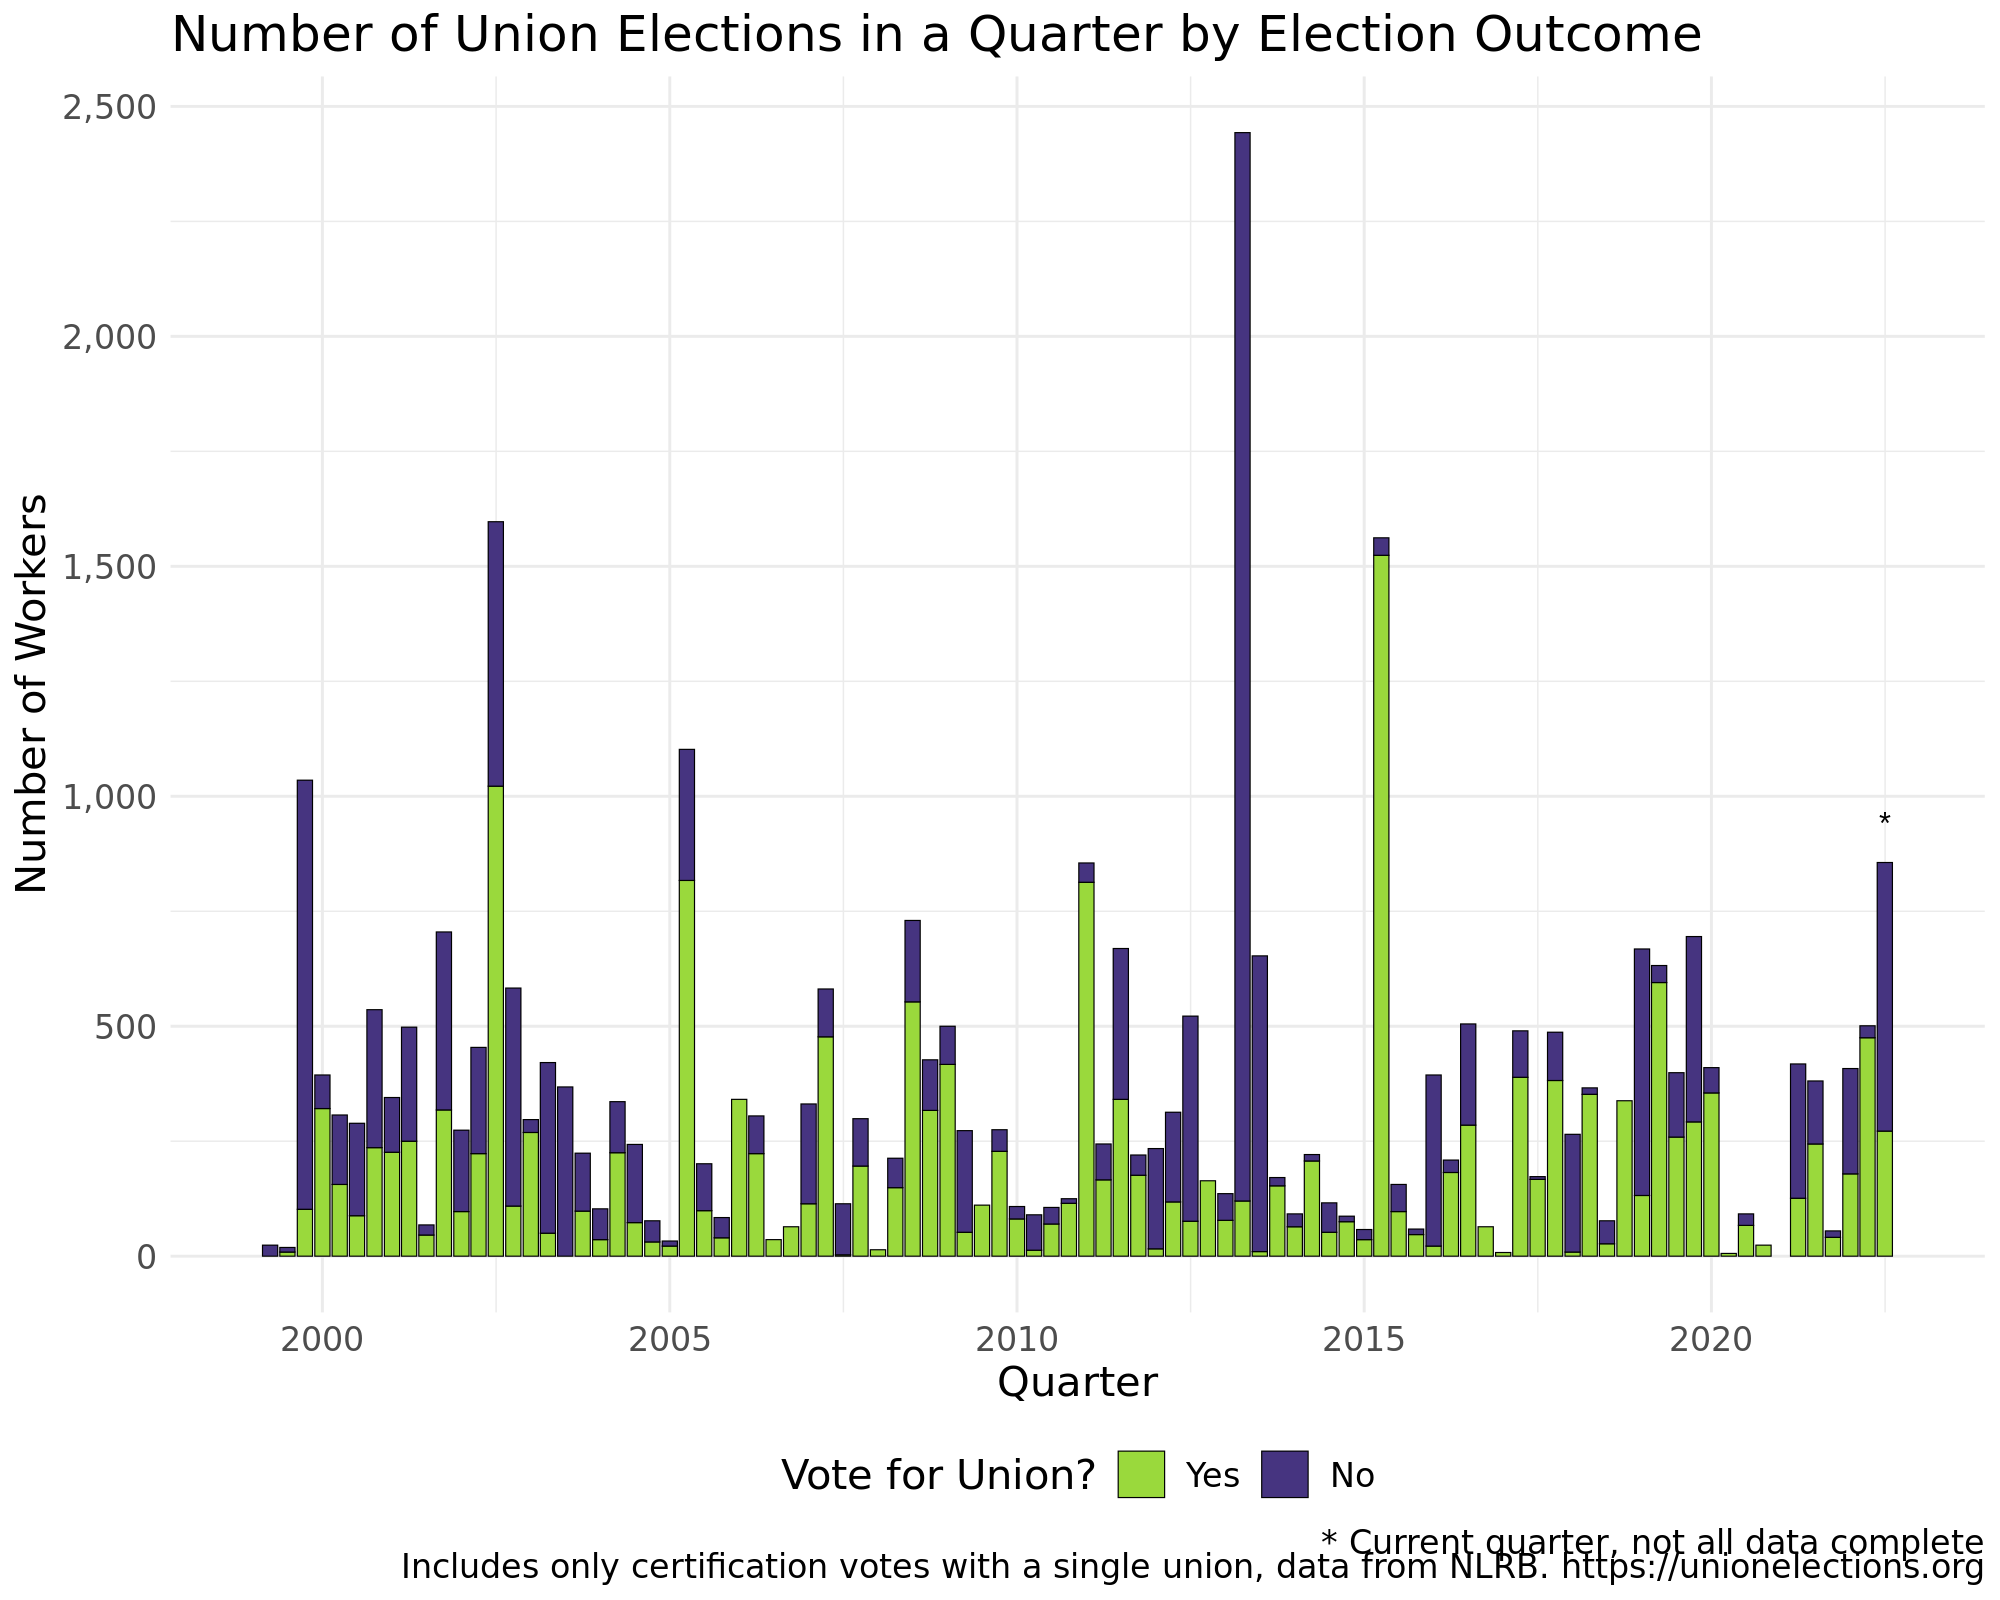 Number of Union Elections in a Quarter by Election Outcome
2,500
2,000
1,500
1,000
500
0
Number of Workers
*
2000 2005 2010 2015 2020
Quarter
Vote for Union? Yes No
* Current quarter, not all data complete
Includes only certification votes with a single union, data from NLRB. https://unionelections.org